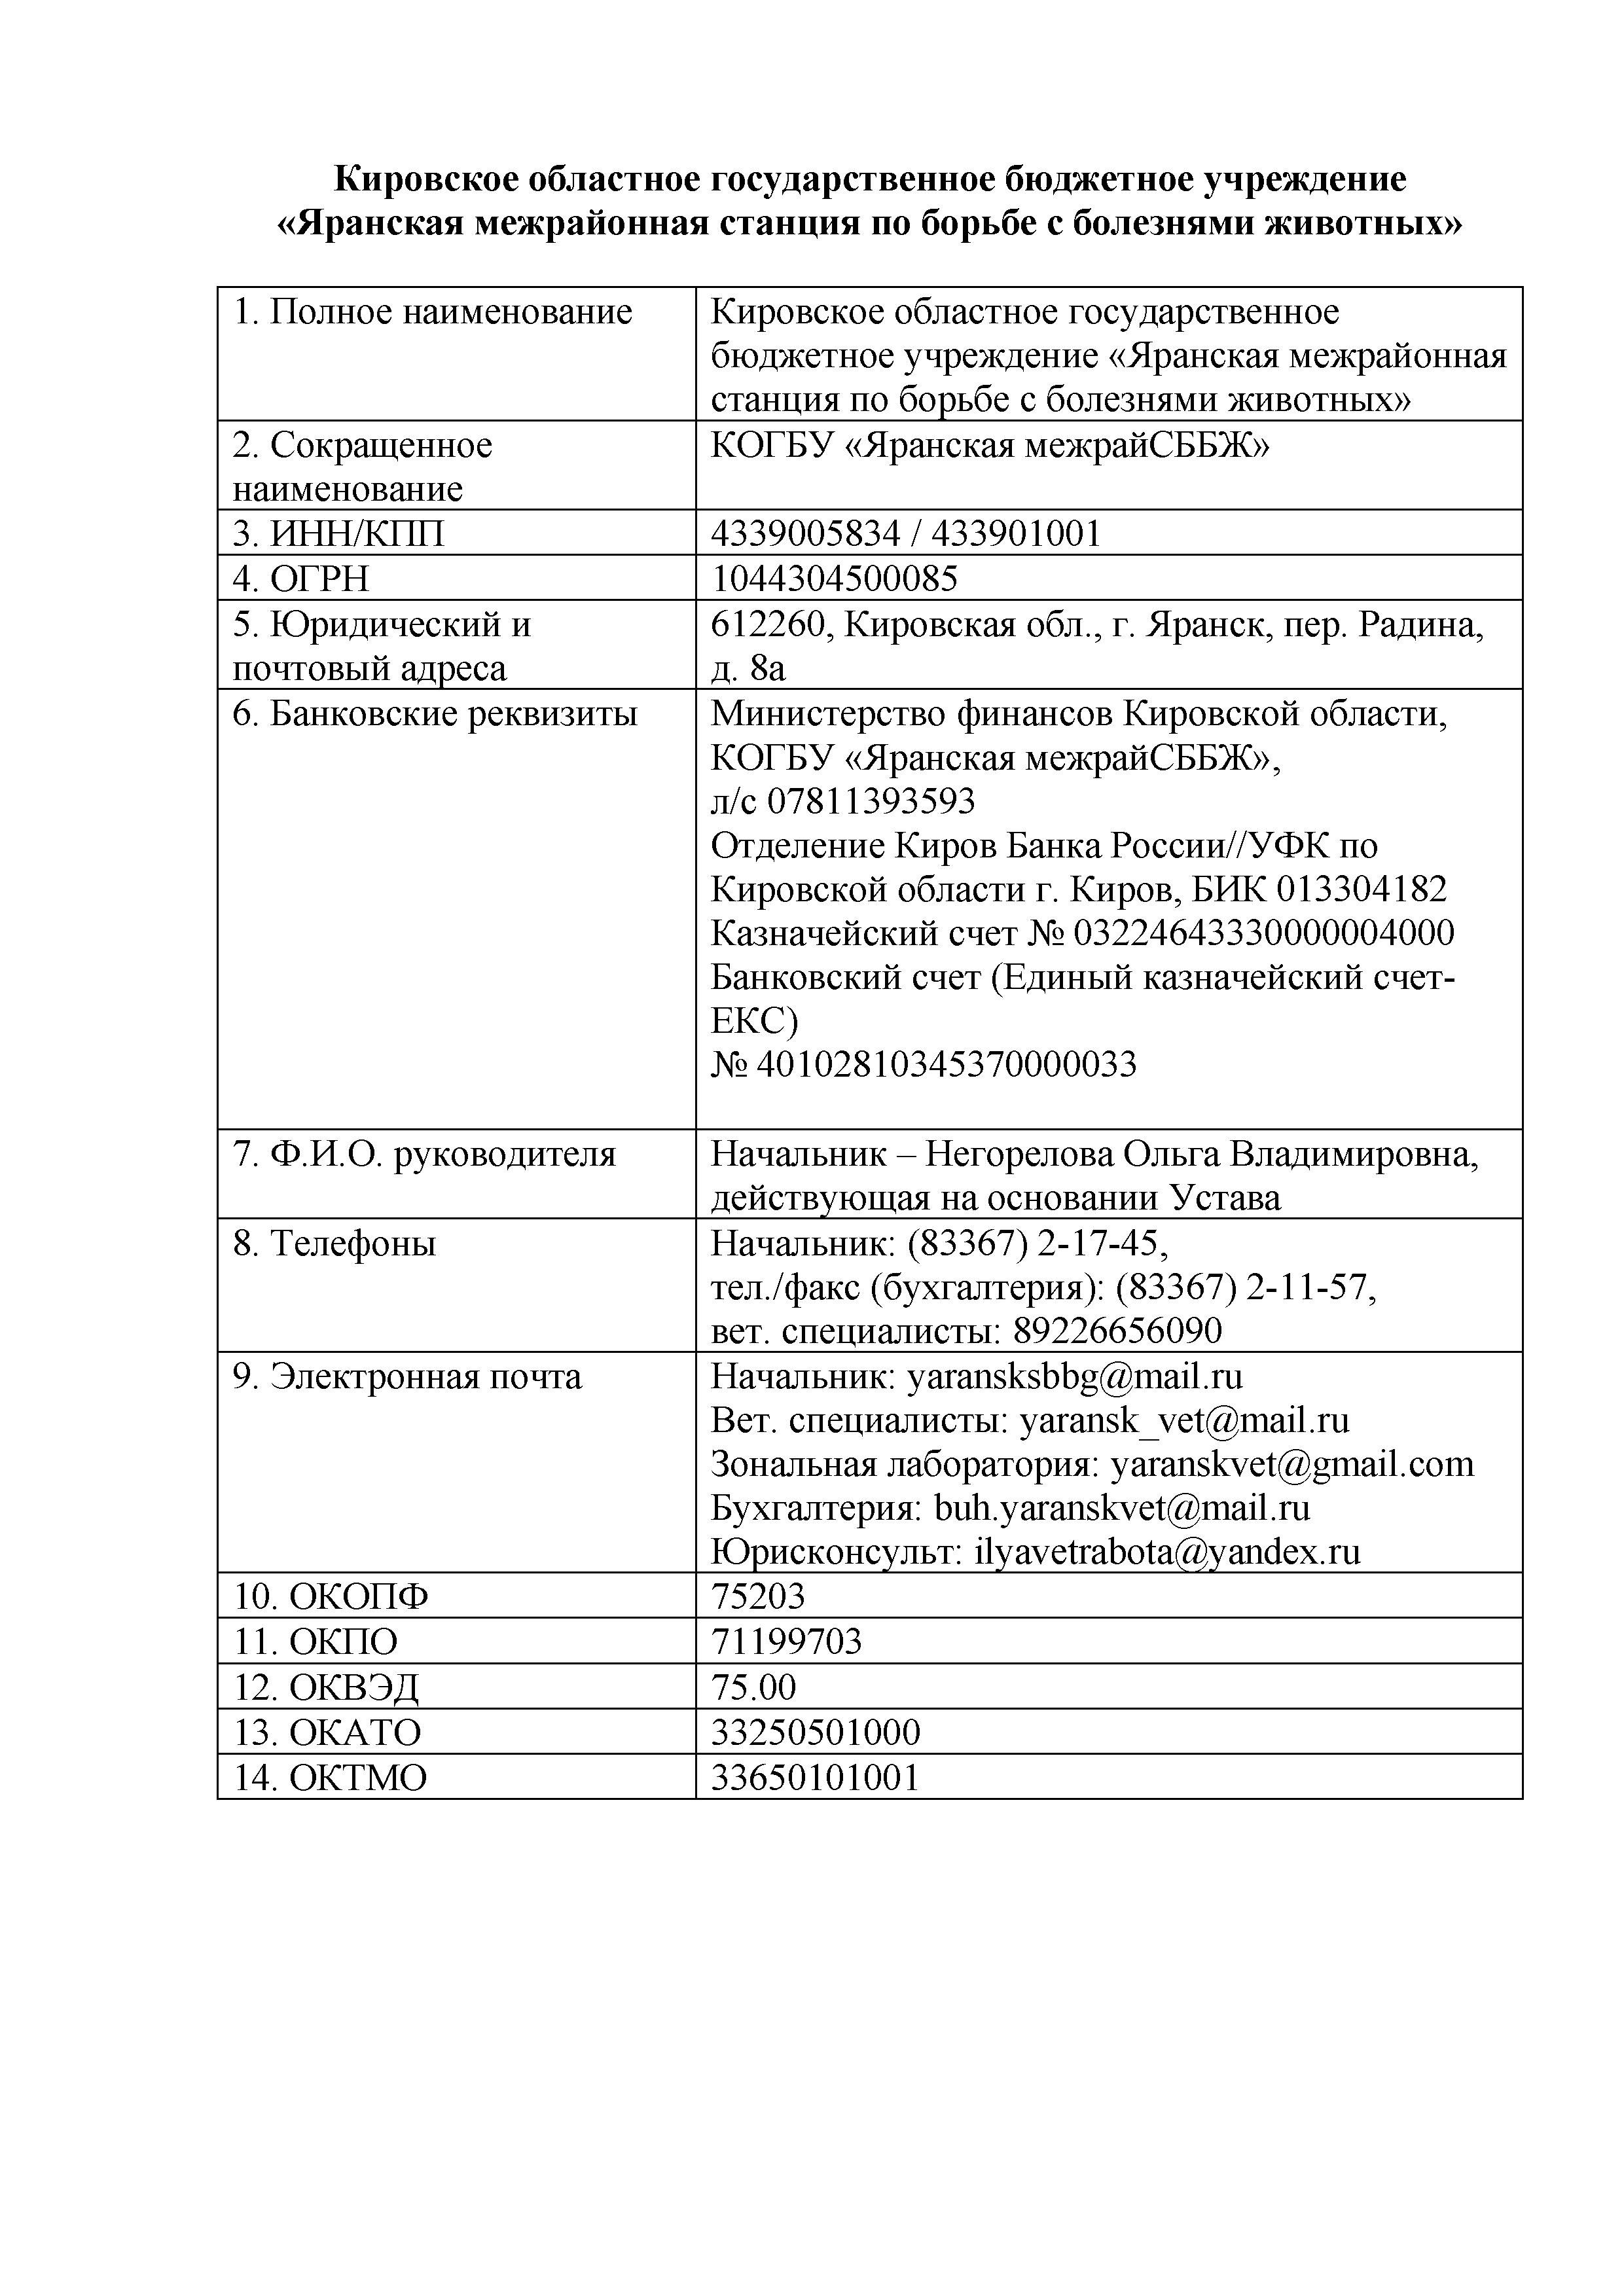 Кировское областное государственное бюджетное учреждение
«Яранская межрайонная станция по борьбе с болезнями животных»
1. Полное наименование
Кировское областное государственное
бюджетное учреждение «Яранская межрайонная
станция по борьбе с болезнями животных»
2. Сокращенное
наименование
КОГБУ «Яранская межрайСББЖ»
3. ИНН/КПП
4339005834 / 433901001
4. ОГРН
1044304500085
5. Юридический и
почтовый адреса
612260, Кировская обл., г. Яранск, пер. Радина,
д. 8а
6. Банковские реквизиты
Министерство финансов Кировской области,
КОГБУ «Яранская межрайСББЖ»,
л/с 07811393593
Отделение Киров Банка России//УФК по
Кировской области г. Киров, БИК 013304182
Казначейский счет № 03224643330000004000
Банковский счет (Единый казначейский счет-
ЕКС)
№ 40102810345370000033
7. Ф.И.О. руководителя
Начальник – Негорелова Ольга Владимировна,
действующая на основании Устава
8. Телефоны
Начальник: (83367) 2-17-45,
тел./факс (бухгалтерия): (83367) 2-11-57,
вет. специалисты: 89226656090
9. Электронная почта
Начальник: yaransksbbg@mail.ru
Вет. специалисты: yaransk_vet@mail.ru
Зональная лаборатория: yaranskvet@gmail.com
Бухгалтерия: buh.yaranskvet@mail.ru
Юрисконсульт: ilyavetrabota@yandex.ru
10. ОКОПФ
75203
11. ОКПО
71199703
12. ОКВЭД
75.00
13. ОКАТО
33250501000
14. ОКТМО
33650101001